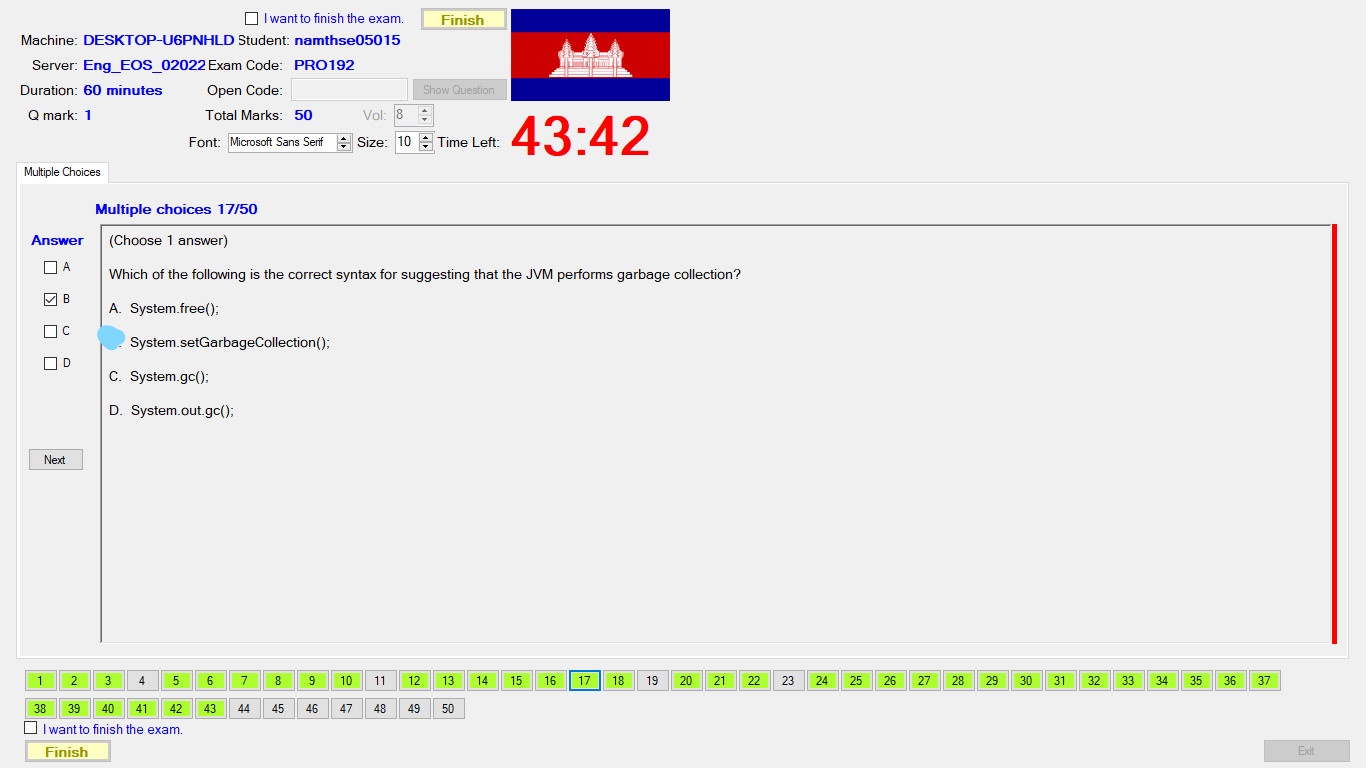 I want to finish the exam. Finish
Machine: DESKTOP-U6PNHLD Student: namthse05015
Server: Eng_EOS_02022 Exam Code: PRO192
Duration: 60 minutes Open Code: Show Question
Q mark: 1 Total Marks: 50 Vol: 8
Font: Microsoft Sans Serif Size: 10 Time Left: 43:42
Multiple Choices
Multiple choices 17/50
Answer
(Choose 1 answer)
A
Which of the following is the correct syntax for suggesting that the JVM performs garbage collection?
B
A. System.free();
C
System.setGarbageCollection();
D
C. System.gc();
D. System.out.gc();
Next
1 2 3 4 5 6 7 8 9 10 11 12 13 14 15 16 17 18 19 20 21 22 23 24 25 26 27 28 29 30 31 32 33 34 35 36 37
38 39 40 41 42 43 44 45 46 47 48 49 50
I want to finish the exam.
Finish Exit